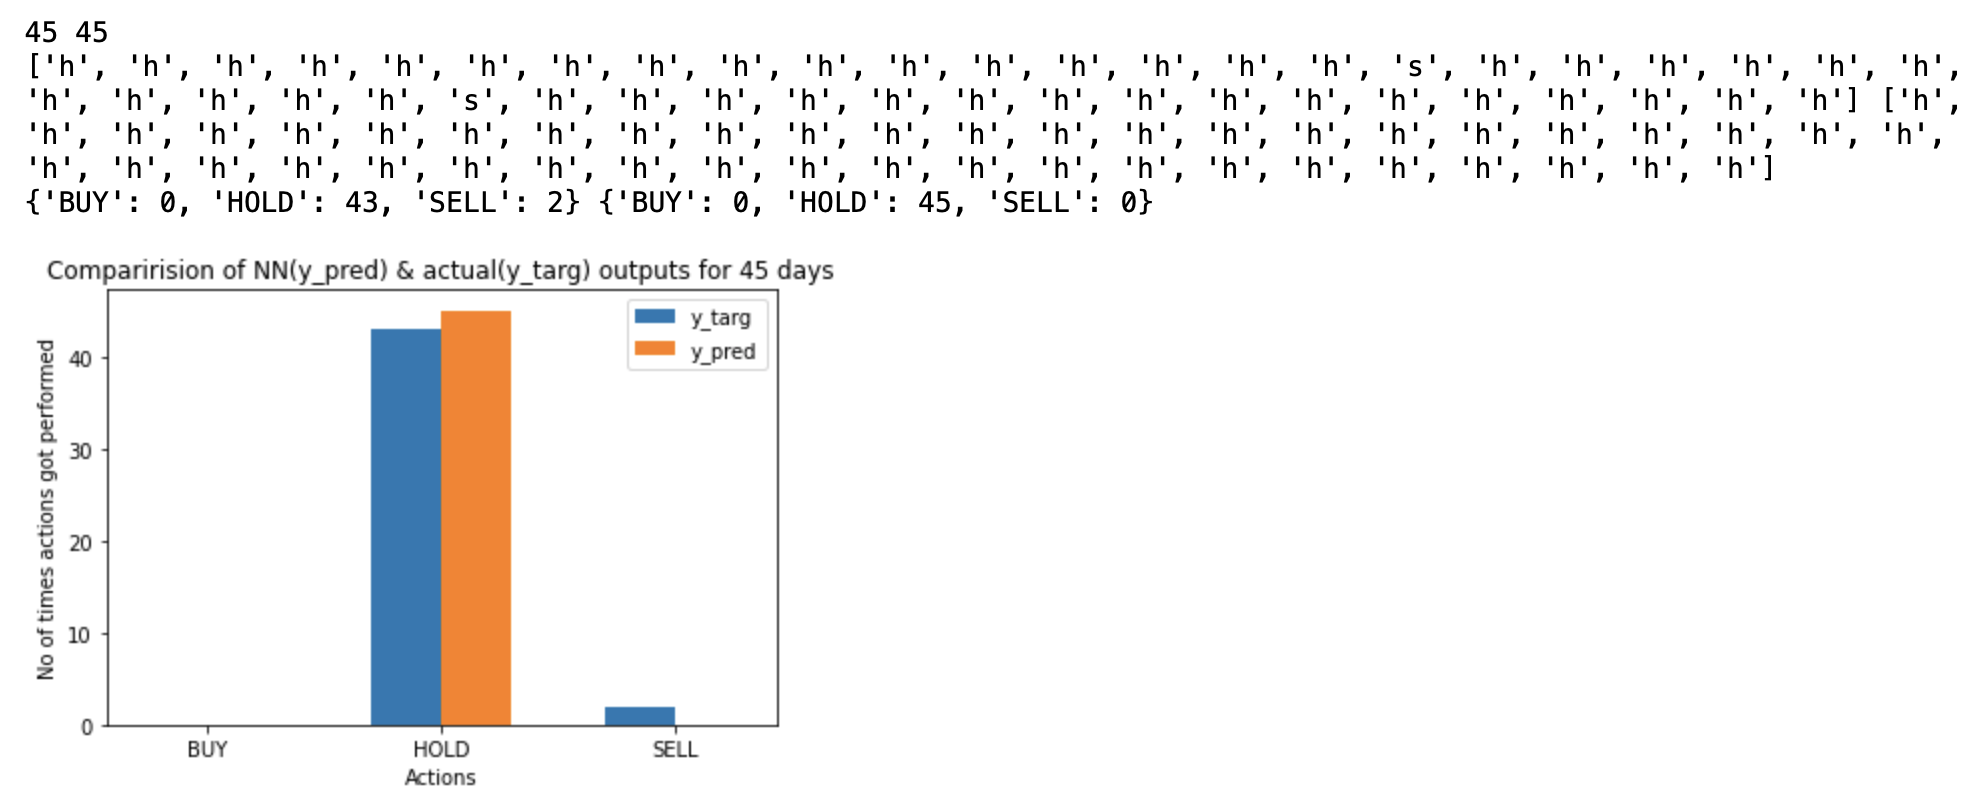 45 45
['h', 'h', 'h', 'h', 'h', 'h', 'h', 'h', 'h', 'h', 'h', 'h', 'h', 'h', 'h', 'h', 's', 'h', 'h', 'h', 'h', 'h', 'h',
'h', 'h', 'h', 'h', 'h', 's', 'h', 'h', 'h', 'h', 'h', 'h', 'h', 'h', 'h', 'h', 'h', 'h', 'h', 'h', 'h', 'h'] ['h',
'h', 'h', 'h', 'h', 'h', 'h', 'h', 'h', 'h', 'h', 'h', 'h', 'h', 'h', 'h', 'h', 'h', 'h', 'h', 'h', 'h', 'h', 'h',
'h', 'h', 'h', 'h', 'h', 'h', 'h', 'h', 'h', 'h', 'h', 'h', 'h', 'h', 'h', 'h', 'h', 'h', 'h', 'h', 'h']
{'BUY': 0, 'HOLD': 43, 'SELL': 2} {'BUY': 0, 'HOLD': 45, 'SELL': 0}
Comparirision of NN(y_pred) & actual(y_targ) outputs for 45 days
y_targ
y_pred
No of times actions got performed
40
30
20
10
0
BUY HOLD SELL
Actions